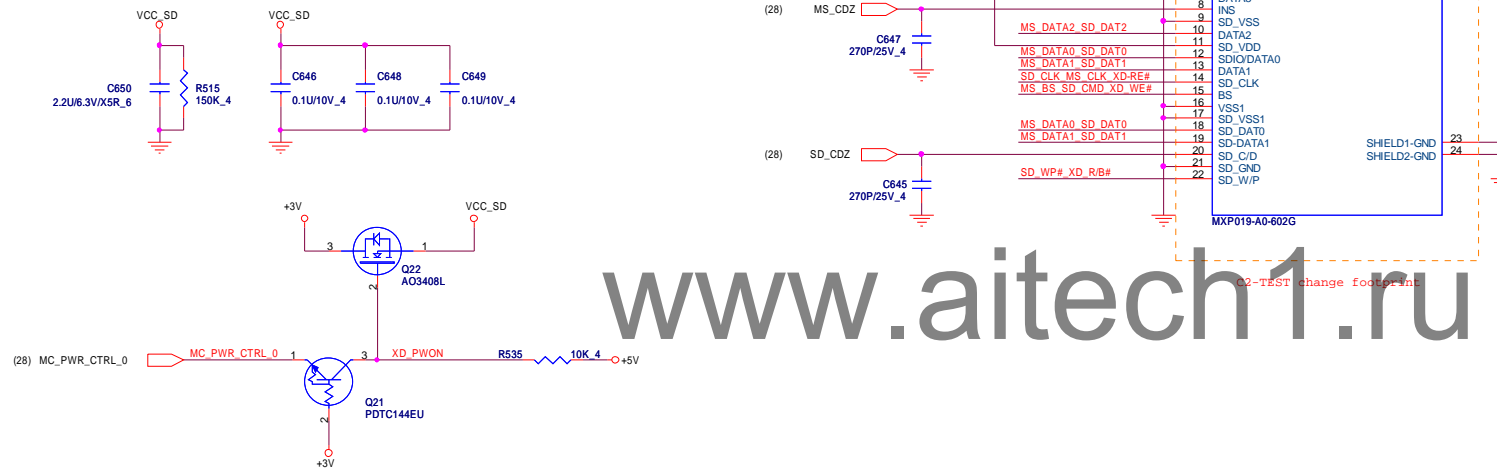 VCC_SD
VCC_SD
C650
2.2U/6.3V/X5R_6
R515
150K_4
C646
0.1U/10V_4
C648
0.1U/10V_4
C649
0.1U/10V_4
(28) MS_CDZ
C647
270P/25V_4
MS_DATA2_SD_DAT2
MS_DATA0_SD_DAT0
MS_DATA1_SD_DAT1
SD_CLK_MS_CLK_XD-RE#
MS_BS_SD_CMD_XD_WE#
MS_DATA0_SD_DAT0
MS_DATA1_SD_DAT1
(28) SD_CDZ
C645
270P/25V_4
SD_WP#_XD_R/B#
8 INS
9 SD_VSS
10 DATA2
11 SD_VDD
12 SDIO/DATA0
13 DATA1
14 SD_CLK
15 BS
16 VSS1
17 SD_VSS1
18 SD_DAT0
19 SD-DATA1
20 SD_C/D
21 SD_GND
22 SD_W/P
SHIELD1-GND 23
SHIELD2-GND 24
MXP019-A0-602G
C2-TEST change footprint
www.aitech1.ru
+3V
VCC_SD
3
1
Q22
AO3408L
2
(28) MC_PWR_CTRL_0
MC_PWR_CTRL_0
1
3
XD_PWON
R535
10K_4
+5V
Q21
PDTC144EU
2
+3V